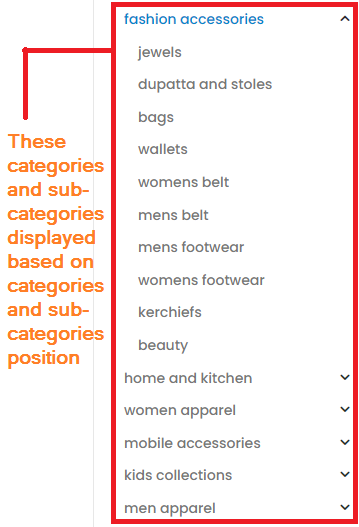 fashion accessories
jewels
dupatta and stoles
bags
wallets
womens belt
mens belt
mens footwear
womens footwear
kerchiefs
beauty
home and kitchen
women apparel
mobile accessories
kids collections
men apparel
These
categories
and sub-
categories
displayed
based on
categories
and sub-
categories
position